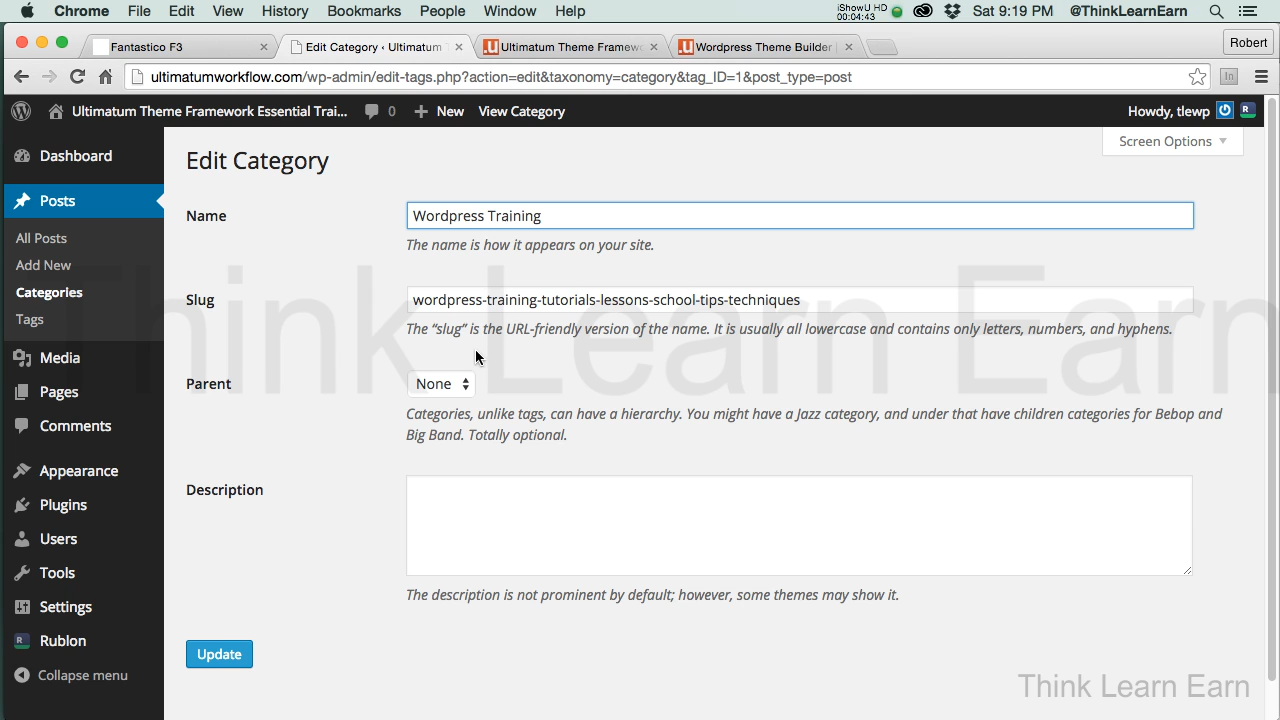 Chrome File Edit View History Bookmarks People Window Help iShowU HD 00:04:43 Sat 9:19 PM @ThinkLearnEarn
Fantastico F3 Edit Category ‹ Ultimatum Ultimatum Theme Framew Wordpress Theme Builder Robert
ultimatumworkflow.com/wp-admin/edit-tags.php?action=edit&taxonomy=category&tag_ID=1&post_type=post
Ultimatum Theme Framework Essential Trai... 0 New View Category Howdy, tlewp
Screen Options
Dashboard
Posts
All Posts
Add New
Categories
Tags
Media
Pages
Comments
Appearance
Plugins
Users
Tools
Settings
Rublon
Collapse menu
Edit Category
Name Wordpress Training
The name is how it appears on your site.
Slug wordpress-training-tutorials-lessons-school-tips-techniques
The “slug” is the URL-friendly version of the name. It is usually all lowercase and contains only letters, numbers, and hyphens.
Parent None
Categories, unlike tags, can have a hierarchy. You might have a Jazz category, and under that have children categories for Bebop and
Big Band. Totally optional.
Description
The description is not prominent by default; however, some themes may show it.
Update
Think Learn Earn
Think Learn Earn